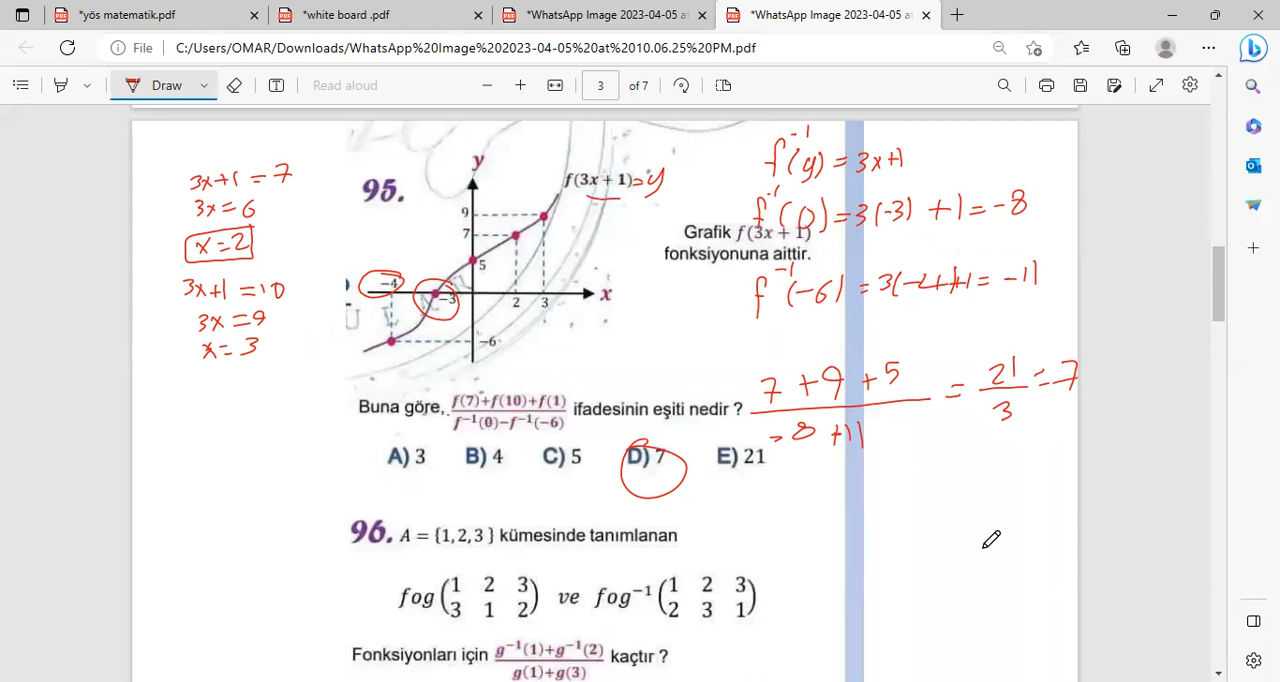 *yös matematik.pdf
*white board .pdf
*WhatsApp Image 2023-04-05 at
*WhatsApp Image 2023-04-05 at
File
C:/Users/OMAR/Downloads/WhatsApp%20Image%202023-04-05%20at%2010.06.25%20PM.pdf
Draw
Read aloud
3
of 7
95.
y
f(3x + 1)=y
9
7
5
-4
-3
2
3
x
-6
Grafik f(3x + 1)
fonksiyonuna aittir.
3x+1 = 7
3x = 6
x = 2
3x+1 = 10
3x = 9
x = 3
f⁻¹(y) = 3x+1
f⁻¹(0) = 3(-3) + 1 = -8
f⁻¹(-6) = 3(-4)+1 = -11
Buna göre, f(7)+f(10)+f(1) / f⁻¹(0)−f⁻¹(−6) ifadesinin eşiti nedir ?
7 + 9 + 5 / -8 + 11 = 21/3 = 7
A) 3 B) 4 C) 5 D) 7 E) 21
96. A = {1, 2, 3 } kümesinde tanımlanan
fog (1 2 3 / 3 1 2) ve fog⁻¹ (1 2 3 / 2 3 1)
Fonksiyonları için g⁻¹(1)+g⁻¹(2) / g(1)+g(3) kaçtır ?